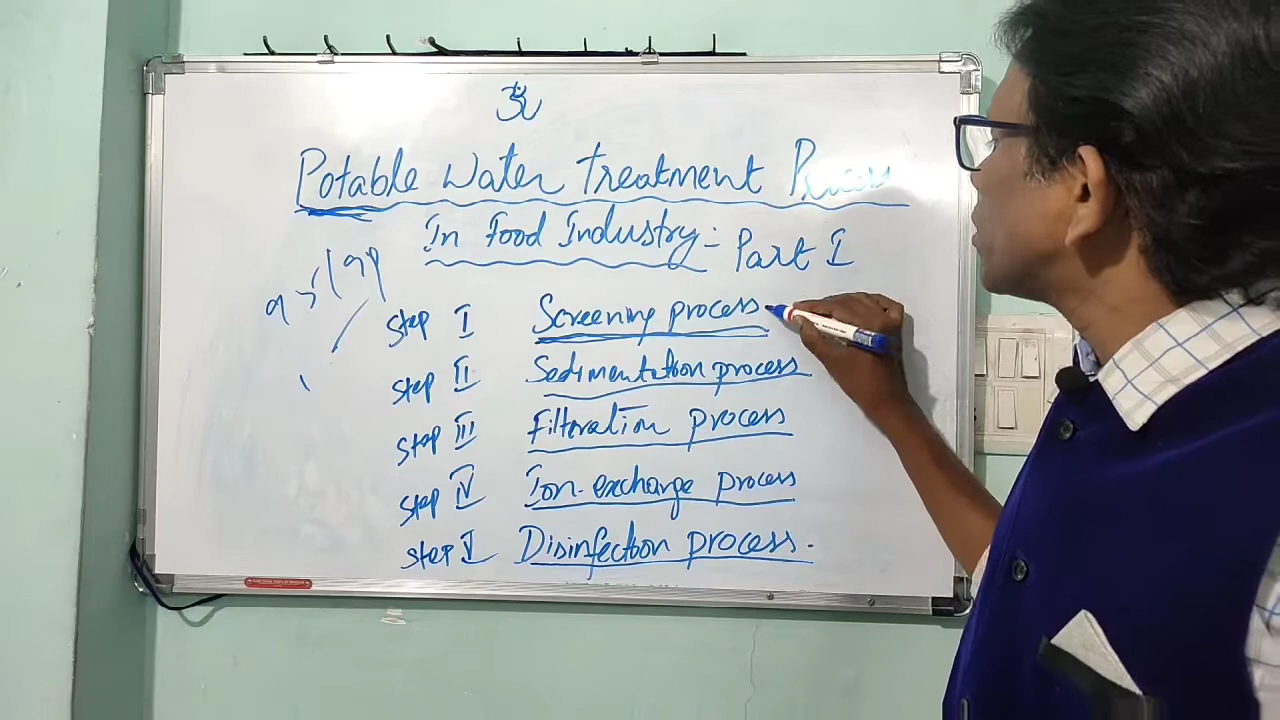 ॐ
Potable Water Treatment Process
In Food Industry:- Part I
Step I Screening process
Step II Sedimentation process
Step III Filtoration process
Step IV Ion-exchange process
Step V Disinfection process.